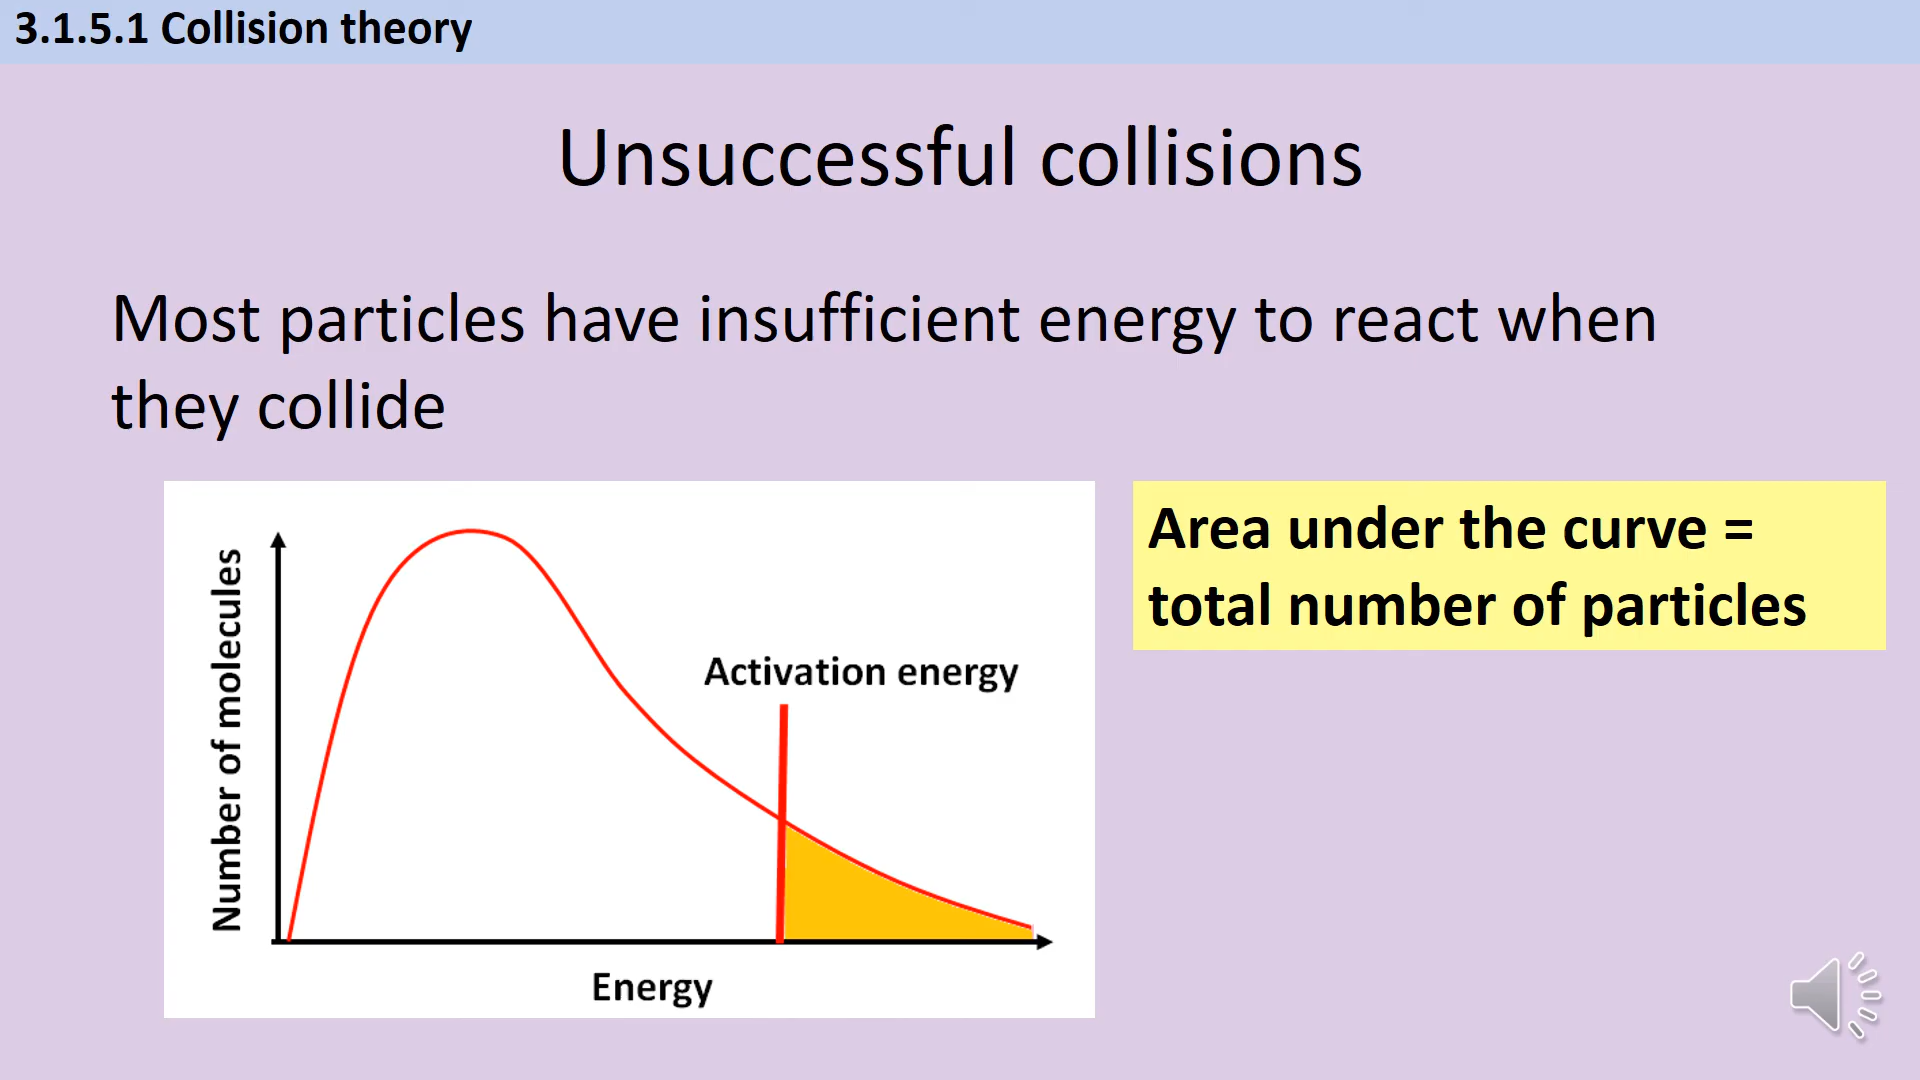 3.1.5.1 Collision theory
Unsuccessful collisions
Most particles have insufficient energy to react when
they collide
Area under the curve =
total number of particles
Number of molecules
Activation energy
Energy